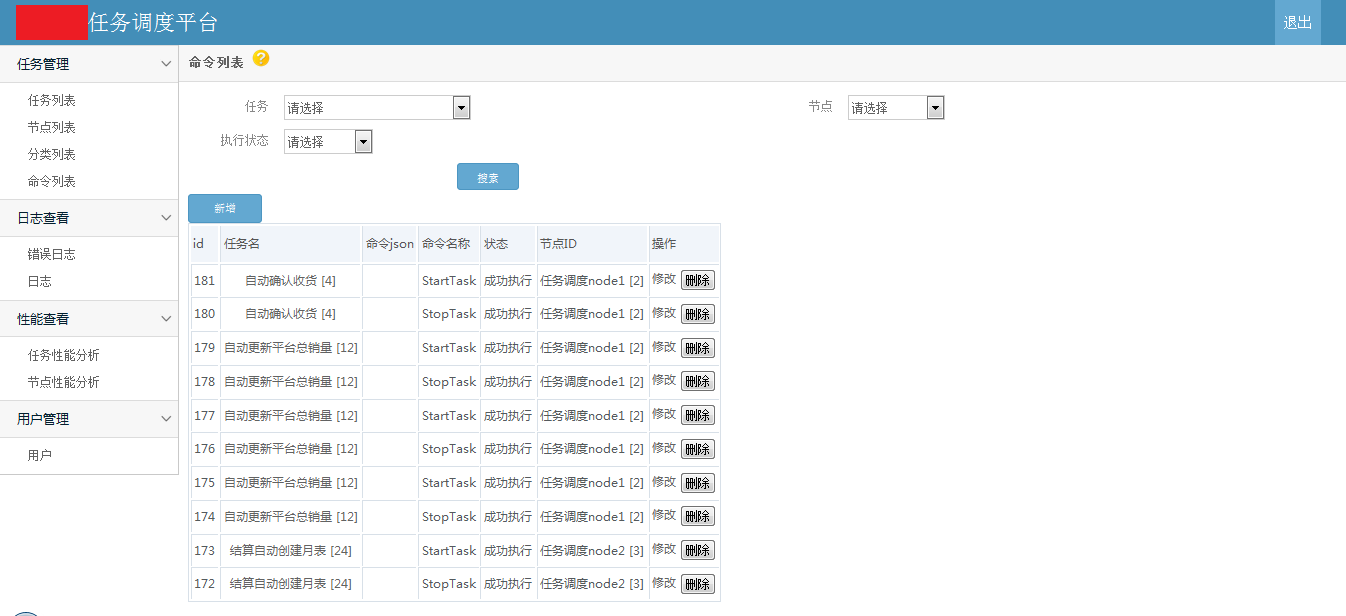 任务调度平台 退出
任务管理
任务列表
节点列表
分类列表
命令列表
日志查看
错误日志
日志
性能查看
任务性能分析
节点性能分析
用户管理
用户
命令列表 ?
任务 请选择 节点 请选择
执行状态 请选择
搜索
新增
id 任务名 命令json 命令名称 状态 节点ID 操作
181 自动确认收货 [4] StartTask 成功执行 任务调度node1 [2] 修改 删除
180 自动确认收货 [4] StopTask 成功执行 任务调度node1 [2] 修改 删除
179 自动更新平台总销量 [12] StartTask 成功执行 任务调度node1 [2] 修改 删除
178 自动更新平台总销量 [12] StopTask 成功执行 任务调度node1 [2] 修改 删除
177 自动更新平台总销量 [12] StartTask 成功执行 任务调度node1 [2] 修改 删除
176 自动更新平台总销量 [12] StopTask 成功执行 任务调度node1 [2] 修改 删除
175 自动更新平台总销量 [12] StartTask 成功执行 任务调度node1 [2] 修改 删除
174 自动更新平台总销量 [12] StopTask 成功执行 任务调度node1 [2] 修改 删除
173 结算自动创建月表 [24] StartTask 成功执行 任务调度node2 [3] 修改 删除
172 结算自动创建月表 [24] StopTask 成功执行 任务调度node2 [3] 修改 删除